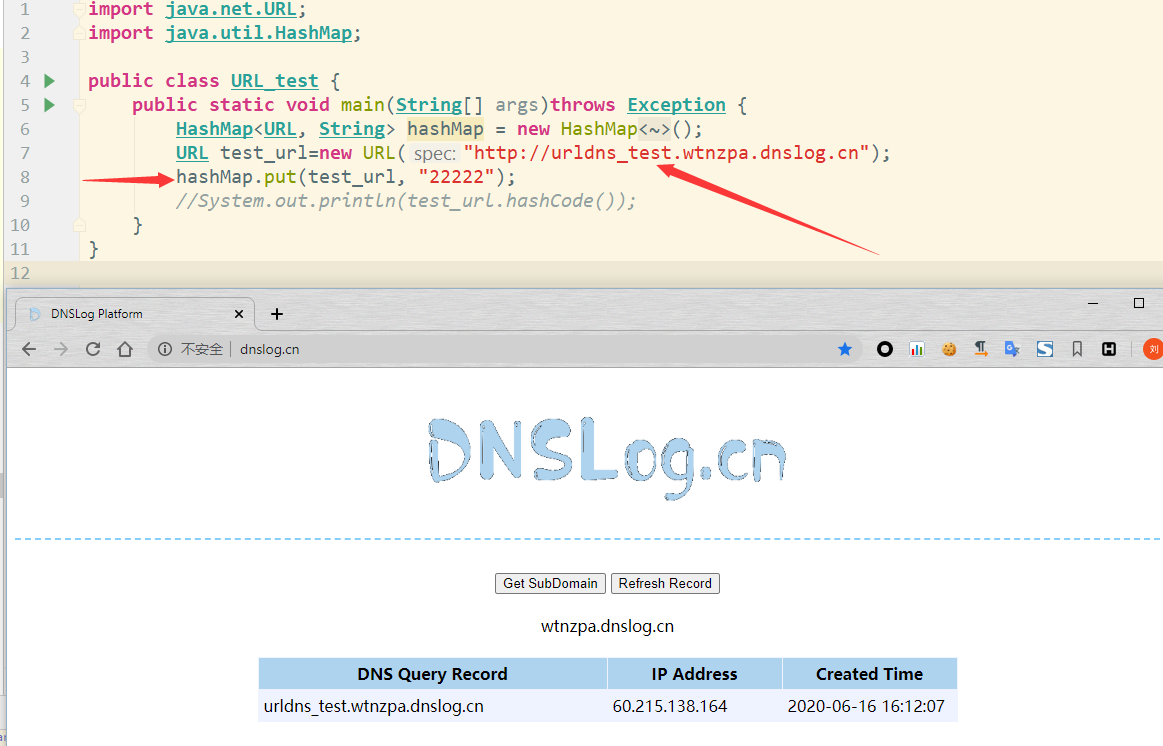 1 import java.net.URL;
2 import java.util.HashMap;
3
4 public class URL_test {
5 public static void main(String[] args)throws Exception {
6 HashMap<URL, String> hashMap = new HashMap<~>();
7 URL test_url=new URL( spec: "http://urldns_test.wtnzpa.dnslog.cn");
8 hashMap.put(test_url, "22222");
9 //System.out.println(test_url.hashCode());
10 }
11 }
12
DNSLog Platform
不安全 dnslog.cn
刘
DNSLog.cn
Get SubDomain Refresh Record
wtnzpa.dnslog.cn
DNS Query Record IP Address Created Time
urldns_test.wtnzpa.dnslog.cn 60.215.138.164 2020-06-16 16:12:07